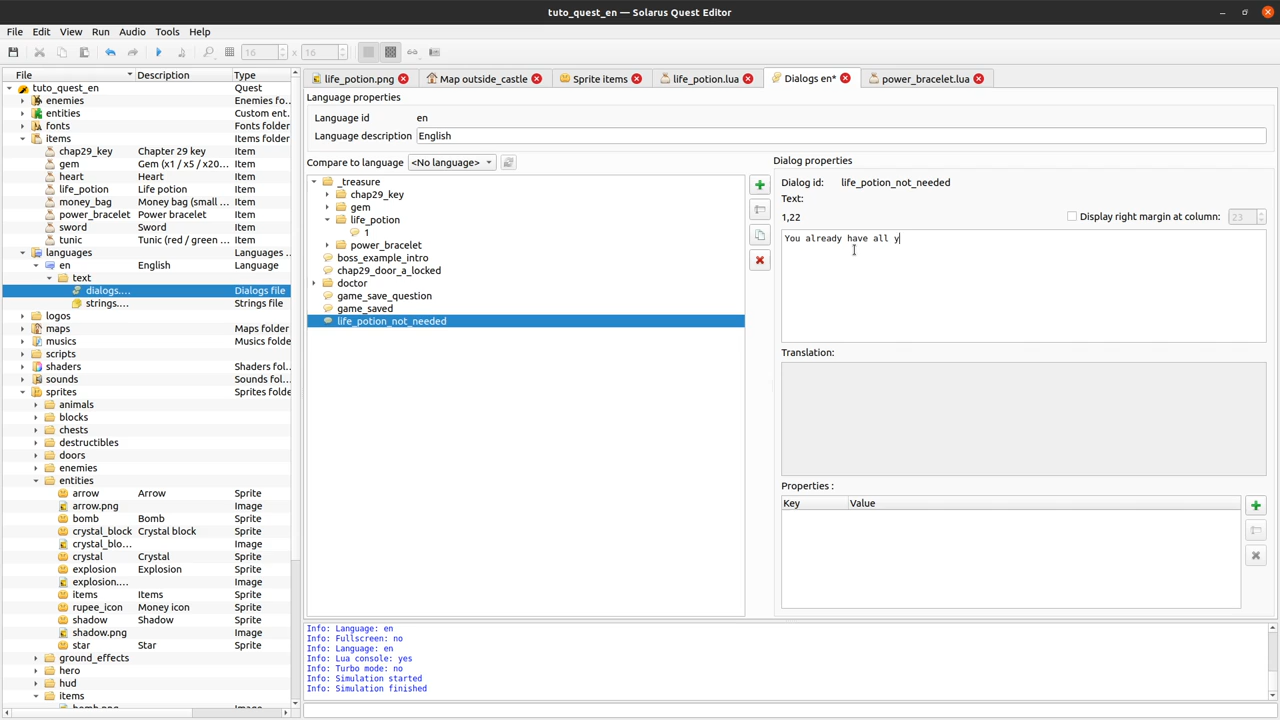 tuto_quest_en — Solarus Quest Editor
File Edit View Run Audio Tools Help
16 x 16
File Description Type
tuto_quest_en Quest
enemies Enemies fo...
entities Custom ent...
fonts Fonts folder
items Items folder
chap29_key Chapter 29 key Item
gem Gem (x1 / x5 / x20... Item
heart Heart Item
life_potion Life potion Item
money_bag Money bag (small ... Item
power_bracelet Power bracelet Item
sword Sword Item
tunic Tunic (red / green ... Item
languages Languages ..
en English Language
text
dialogs.... Dialogs file
strings.... Strings file
logos
maps Maps folder
musics Musics folde
scripts
shaders Shaders fol...
sounds Sounds fol...
sprites Sprites folde
animals
blocks
chests
destructibles
doors
enemies
entities
arrow Arrow Sprite
arrow.png Image
bomb Bomb Sprite
crystal_block Crystal block Sprite
crystal_blo... Image
crystal Crystal Sprite
explosion Explosion Sprite
explosion.... Image
items Items Sprite
rupee_icon Money icon Sprite
shadow Shadow Sprite
shadow.png Image
star Star Sprite
ground_effects
hero
hud
items
life_potion.png Map outside_castle Sprite items life_potion.lua Dialogs en* power_bracelet.lua
Language properties
Language id en
Language description English
Compare to language <No language>
_treasure
chap29_key
gem
life_potion
1
power_bracelet
boss_example_intro
chap29_door_a_locked
doctor
game_save_question
game_saved
life_potion_not_needed
Dialog properties
Dialog id: life_potion_not_needed
Text:
1,22 Display right margin at column: 23
You already have all y
Translation:
Properties :
Key Value
Info: Language: en
Info: Fullscreen: no
Info: Language: en
Info: Lua console: yes
Info: Turbo mode: no
Info: Simulation started
Info: Simulation finished